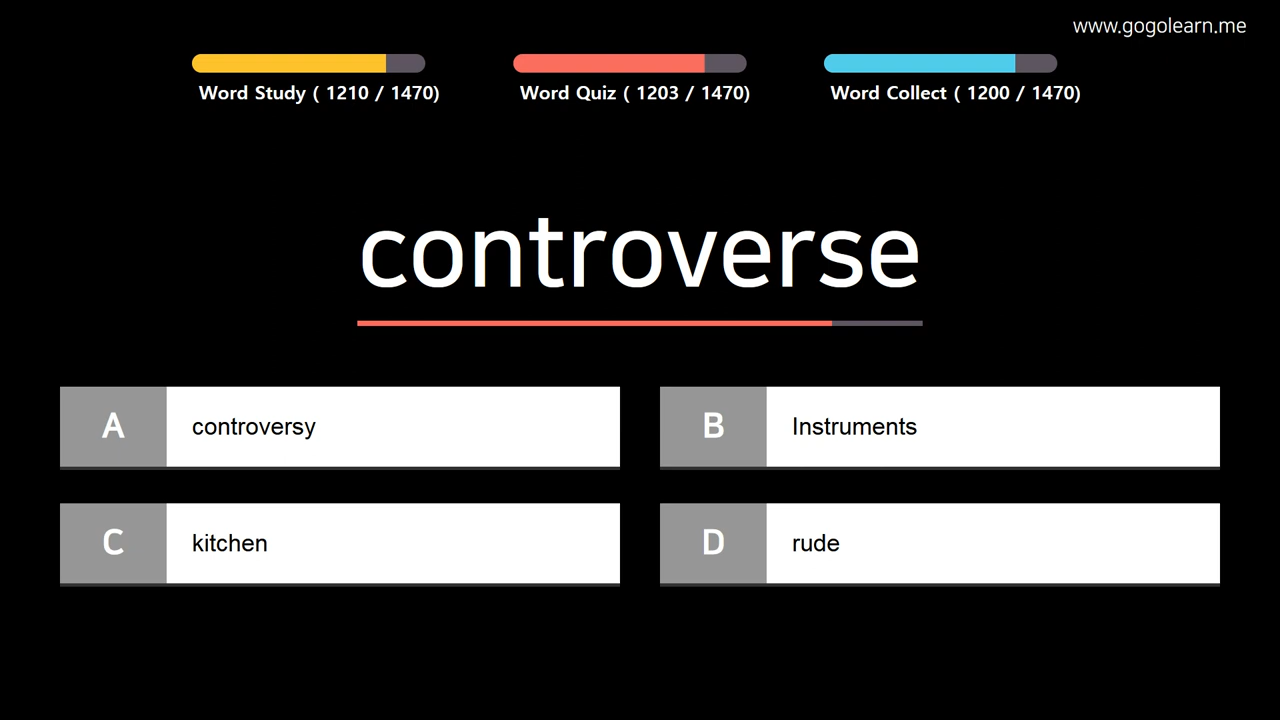 www.gogolearn.me
Word Study ( 1210 / 1470)
Word Quiz ( 1203 / 1470)
Word Collect ( 1200 / 1470)
controverse
A controversy
B Instruments
C kitchen
D rude